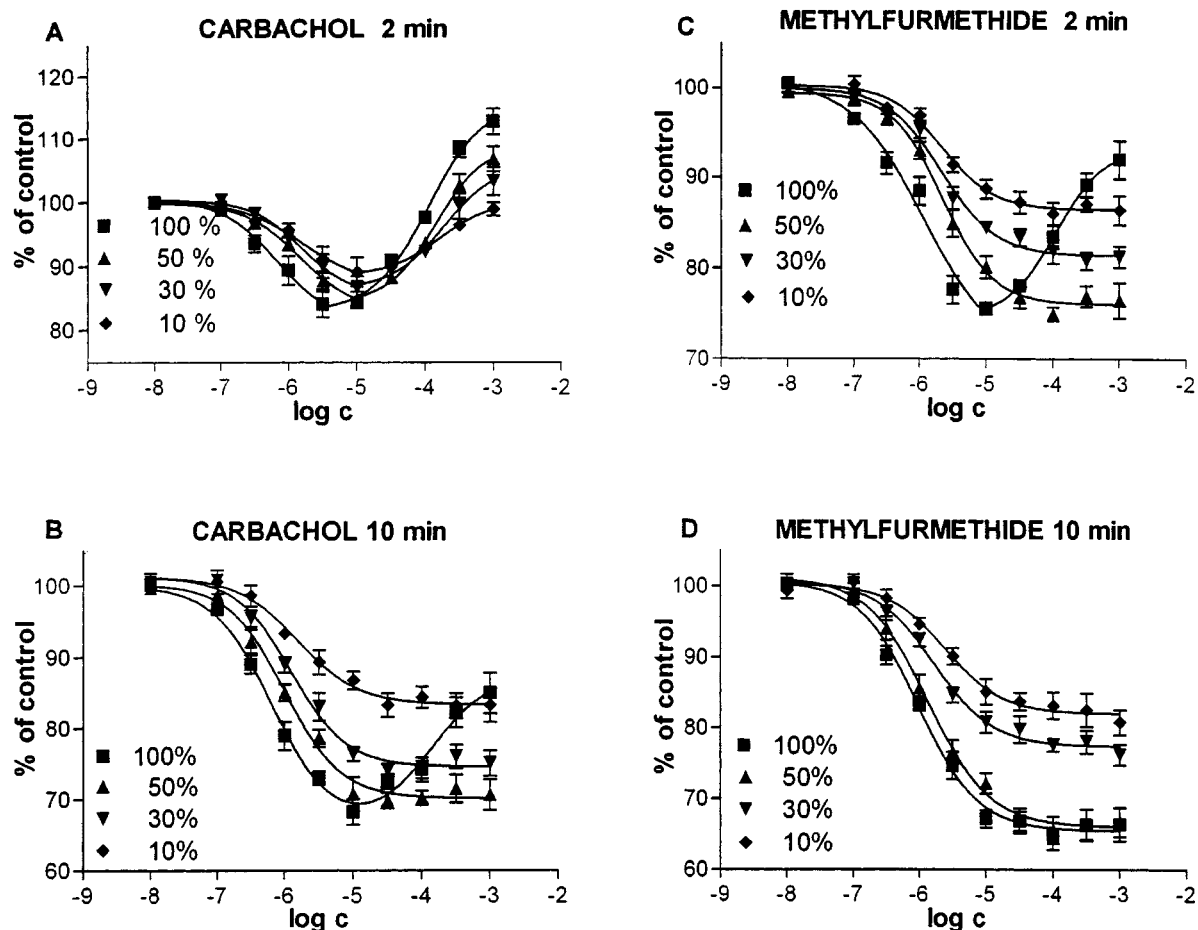 A
CARBACHOL 2 min
% of control
120
110
100
90
80
100 %
50 %
30 %
10 %
-9 -8 -7 -6 -5 -4 -3 -2
log c
C
METHYLFURMETHIDE 2 min
% of control
100
90
80
70
100%
50%
30%
10%
-9 -8 -7 -6 -5 -4 -3 -2
log c
B
CARBACHOL 10 min
% of control
100
90
80
70
60
100%
50%
30%
10%
-9 -8 -7 -6 -5 -4 -3 -2
log c
D
METHYLFURMETHIDE 10 min
% of control
100
90
80
70
60
100%
50%
30%
10%
-9 -8 -7 -6 -5 -4 -3 -2
log c